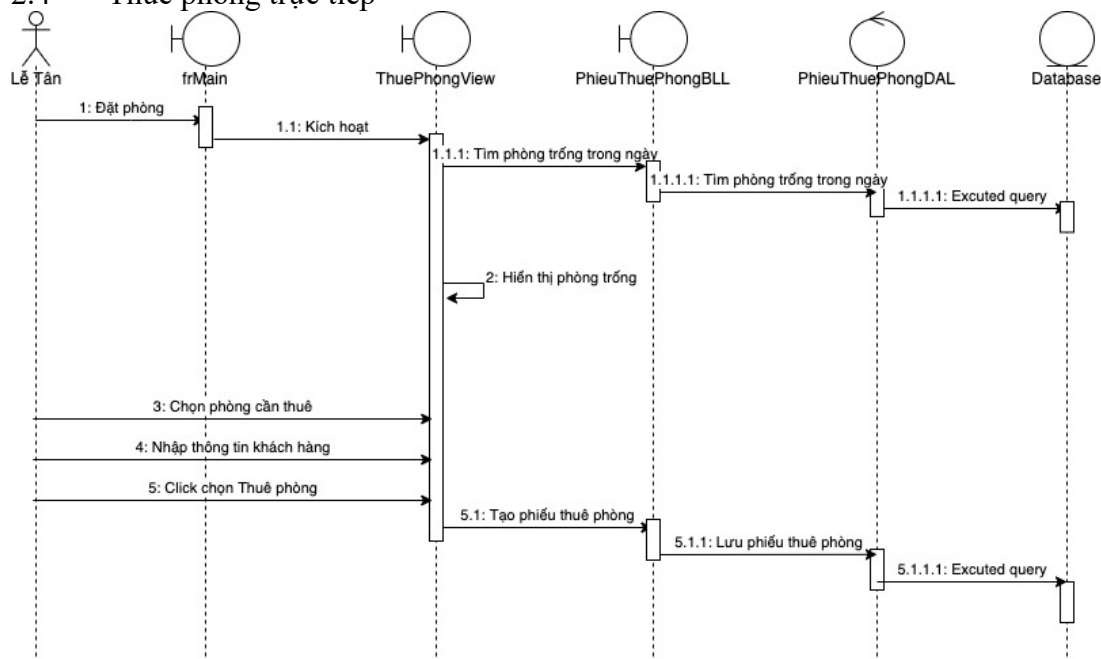 2.4 Thuê phòng trực tiếp
Lễ Tân
frMain
ThuePhongView
PhieuThuePhongBLL
PhieuThuePhongDAL
Database
1: Đặt phòng
1.1: Kích hoạt
1.1.1: Tìm phòng trống trong ngày
1.1.1.1: Tìm phòng trống trong ngày
1.1.1.1: Excuted query
2: Hiển thị phòng trống
3: Chọn phòng cần thuê
4: Nhập thông tin khách hàng
5: Click chọn Thuê phòng
5.1: Tạo phiếu thuê phòng
5.1.1: Lưu phiếu thuê phòng
5.1.1.1: Excuted query